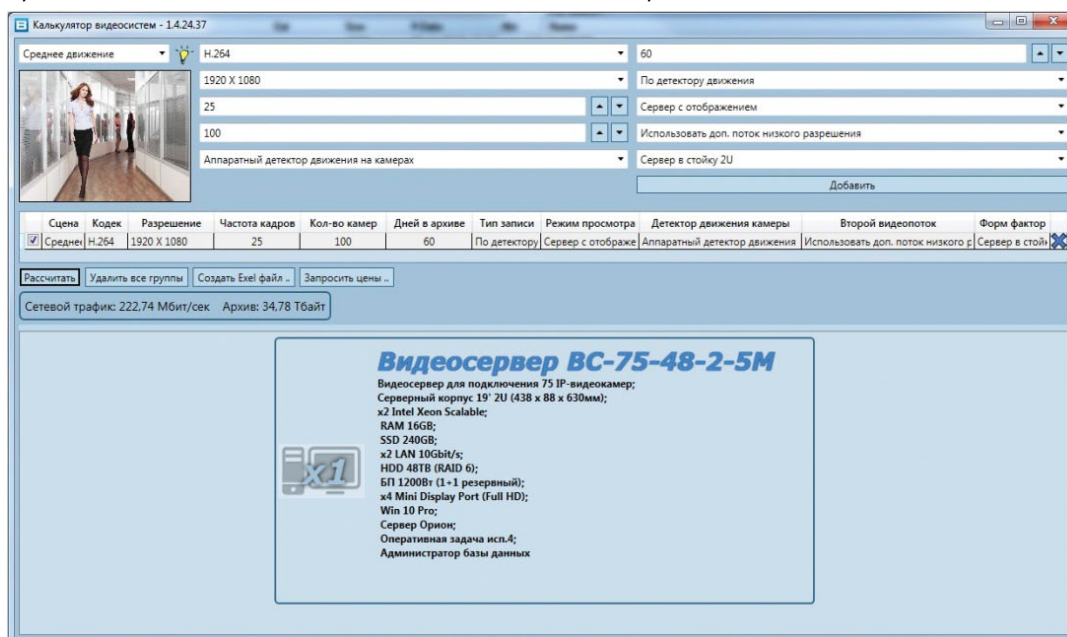 Калькулятор видеосистем - 1.4.24.37
Среднее движение
H.264
60
1920 X 1080
По детектору движения
25
Сервер с отображением
100
Использовать доп. поток низкого разрешения
Аппаратный детектор движения на камерах
Сервер в стойку 2U
Добавить
Сцена Кодек Разрешение Частота кадров Кол-во камер Дней в архиве Тип записи Режим просмотра Детектор движения камеры Второй видеопоток Форм фактор
Среднее H.264 1920 X 1080 25 100 60 По детектору Сервер с отображе Аппаратный детектор движения Использовать доп. поток низкого р Сервер в стой
Рассчитать Удалить все группы Создать Exel файл .. Запросить цены ..
Сетевой трафик: 222,74 Мбит/сек Архив: 34,78 Тбайт
Видеосервер ВС-75-48-2-5М
Видеосервер для подключения 75 IP-видеокамер;
Серверный корпус 19' 2U (438 x 88 x 630мм);
x2 Intel Xeon Scalable;
RAM 16GB;
SSD 240GB;
x2 LAN 10Gbit/s;
x1
HDD 48TB (RAID 6);
БП 1200Вт (1+1 резервный);
x4 Mini Display Port (Full HD);
Win 10 Pro;
Сервер Орион;
Оперативная задача исп.4;
Администратор базы данных